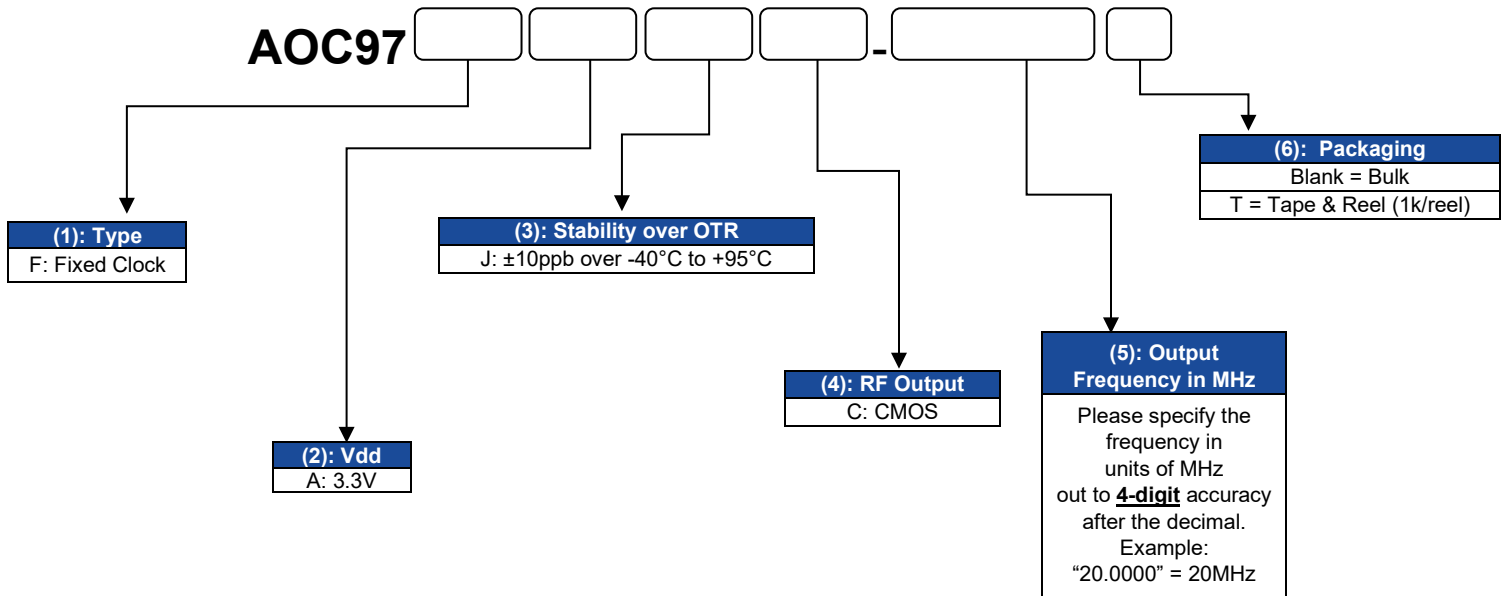 AOC97 -
(6): Packaging
Blank = Bulk
T = Tape & Reel (1k/reel)
(1): Type
F: Fixed Clock
(3): Stability over OTR
J: ±10ppb over -40°C to +95°C
(5): Output
Frequency in MHz
Please specify the
frequency in
units of MHz
out to 4-digit accuracy
after the decimal.
Example:
“20.0000” = 20MHz
(4): RF Output
C: CMOS
(2): Vdd
A: 3.3V